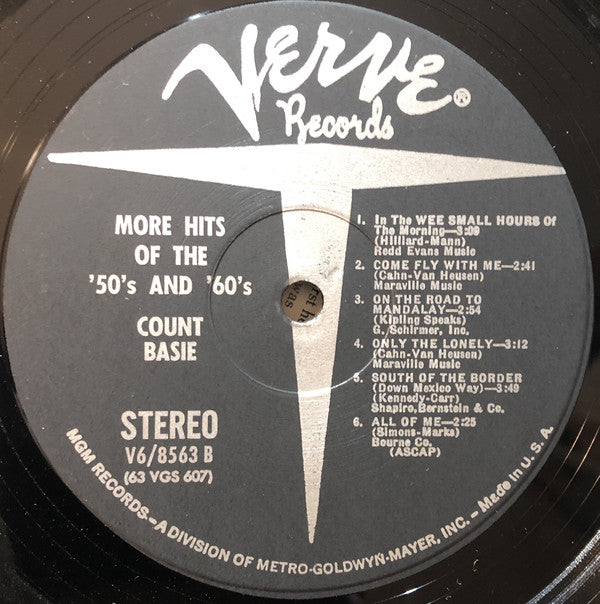 VERVE®
Records
MORE HITS
OF THE
'50's AND '60's
COUNT
BASIE
STEREO
V6/8563 B
(63 VGS 607)
1. In The WEE SMALL HOURS Of
The Morning—3:09
(Hilliard-Mann)
Redd Evans Music
2. COME FLY WITH ME—2:41
(Cahn-Van Heusen)
Maraville Music
3. ON THE ROAD TO
MANDALAY—2:54
(Kipling Speaks)
G. Schirmer, Inc.
4. ONLY THE LONELY—3:12
(Cahn-Van Heusen)
Maraville Music
5. SOUTH OF THE BORDER
(Down Mexico Way)—3:49
(Kennedy-Carr)
Shapiro, Bernstein & Co.
6. ALL OF ME—2:25
(Simons-Marks)
Bourne Co.
(ASCAP)
MGM RECORDS—A DIVISION OF METRO-GOLDWYN-MAYER, INC. – Made in U. S. A.
was